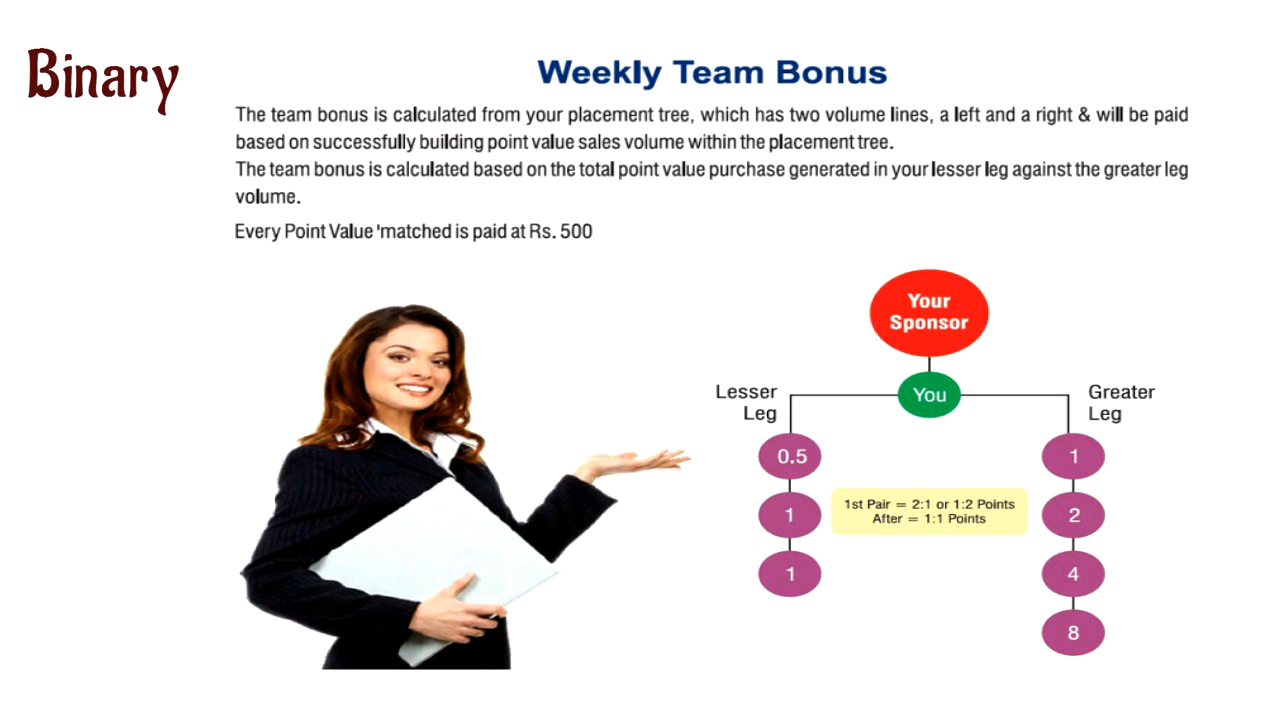 Binary
Weekly Team Bonus
The team bonus is calculated from your placement tree, which has two volume lines, a left and a right & will be paid
based on successfully building point value sales volume within the placement tree.
The team bonus is calculated based on the total point value purchase generated in your lesser leg against the greater leg
volume.
Every Point Value 'matched is paid at Rs. 500
Your
Sponsor
You
Lesser
Leg
Greater
Leg
0.5
1
1
1st Pair = 2:1 or 1:2 Points
After = 1:1 Points
1
2
4
8